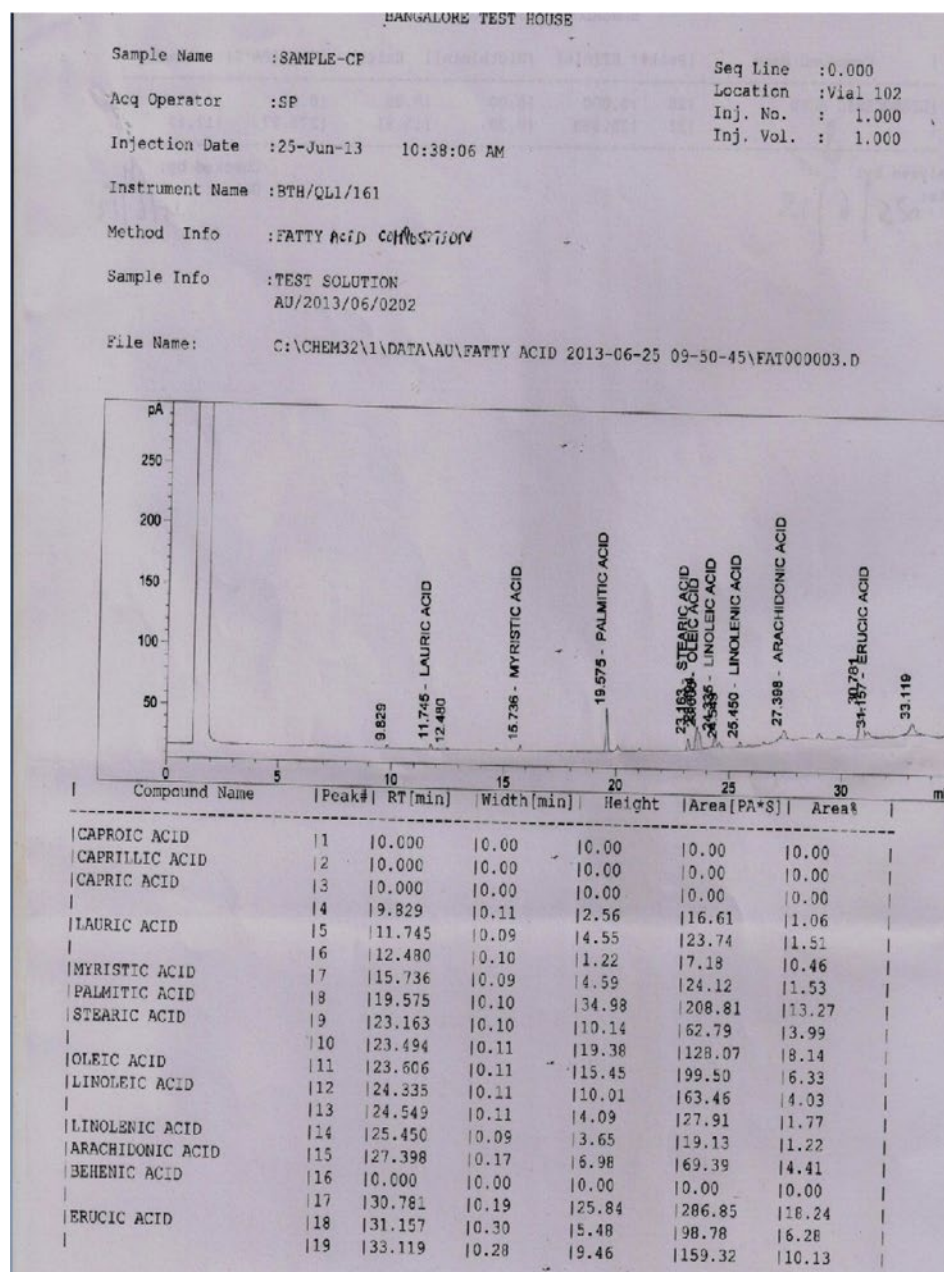 BANGALORE TEST HOUSE
Sample Name :SAMPLE-CP
Seq Line :0.000
Location :Vial 102
Acq Operator :SP
Inj. No. : 1.000
Inj. Vol. : 1.000
Injection Date :25-Jun-13 10:38:06 AM
Instrument Name :BTH/QL1/161
Method Info :FATTY ACID COMPOSITION
Sample Info :TEST SOLUTION
AU/2013/06/0202
File Name: C:\CHEM32\1\DATA\AU\FATTY ACID 2013-06-25 09-50-45\FAT000003.D
pA
250
200
150
100
50
9.829
11.745 - LAURIC ACID
12.480
15.736 - MYRISTIC ACID
19.575 - PALMITIC ACID
23.163 - STEARIC ACID
OLEIC ACID
24.335 - LINOLEIC ACID
25.450 - LINOLENIC ACID
27.398 - ARACHIDONIC ACID
30.781
31.157 - ERUCIC ACID
33.119
0 5 10 15 20 25 30 m
| Compound Name |Peak#| RT[min] |Width[min]| Height |Area[PA*S]| Area% |
|CAPROIC ACID |1 |0.000 |0.00 |0.00 |0.00 |0.00 |
|CAPRILLIC ACID |2 |0.000 |0.00 |0.00 |0.00 |0.00 |
|CAPRIC ACID |3 |0.000 |0.00 |0.00 |0.00 |0.00 |
| |4 |9.829 |0.11 |2.56 |16.61 |1.06 |
|LAURIC ACID |5 |11.745 |0.09 |4.55 |23.74 |1.51 |
| |6 |12.480 |0.10 |1.22 |7.18 |0.46 |
|MYRISTIC ACID |7 |15.736 |0.09 |4.59 |24.12 |1.53 |
|PALMITIC ACID |8 |19.575 |0.10 |34.98 |208.81 |13.27 |
|STEARIC ACID |9 |23.163 |0.10 |10.14 |62.79 |3.99 |
| |10 |23.494 |0.11 |19.38 |128.07 |8.14 |
|OLEIC ACID |11 |23.606 |0.11 |15.45 |99.50 |6.33 |
|LINOLEIC ACID |12 |24.335 |0.11 |10.01 |63.46 |4.03 |
| |13 |24.549 |0.11 |4.09 |27.91 |1.77 |
|LINOLENIC ACID |14 |25.450 |0.09 |3.65 |19.13 |1.22 |
|ARACHIDONIC ACID |15 |27.398 |0.17 |6.98 |69.39 |4.41 |
|BEHENIC ACID |16 |0.000 |0.00 |0.00 |0.00 |0.00 |
| |17 |30.781 |0.19 |25.84 |286.85 |18.24 |
|ERUCIC ACID |18 |31.157 |0.30 |5.48 |98.78 |6.28 |
| |19 |33.119 |0.28 |9.46 |159.32 |10.13 |